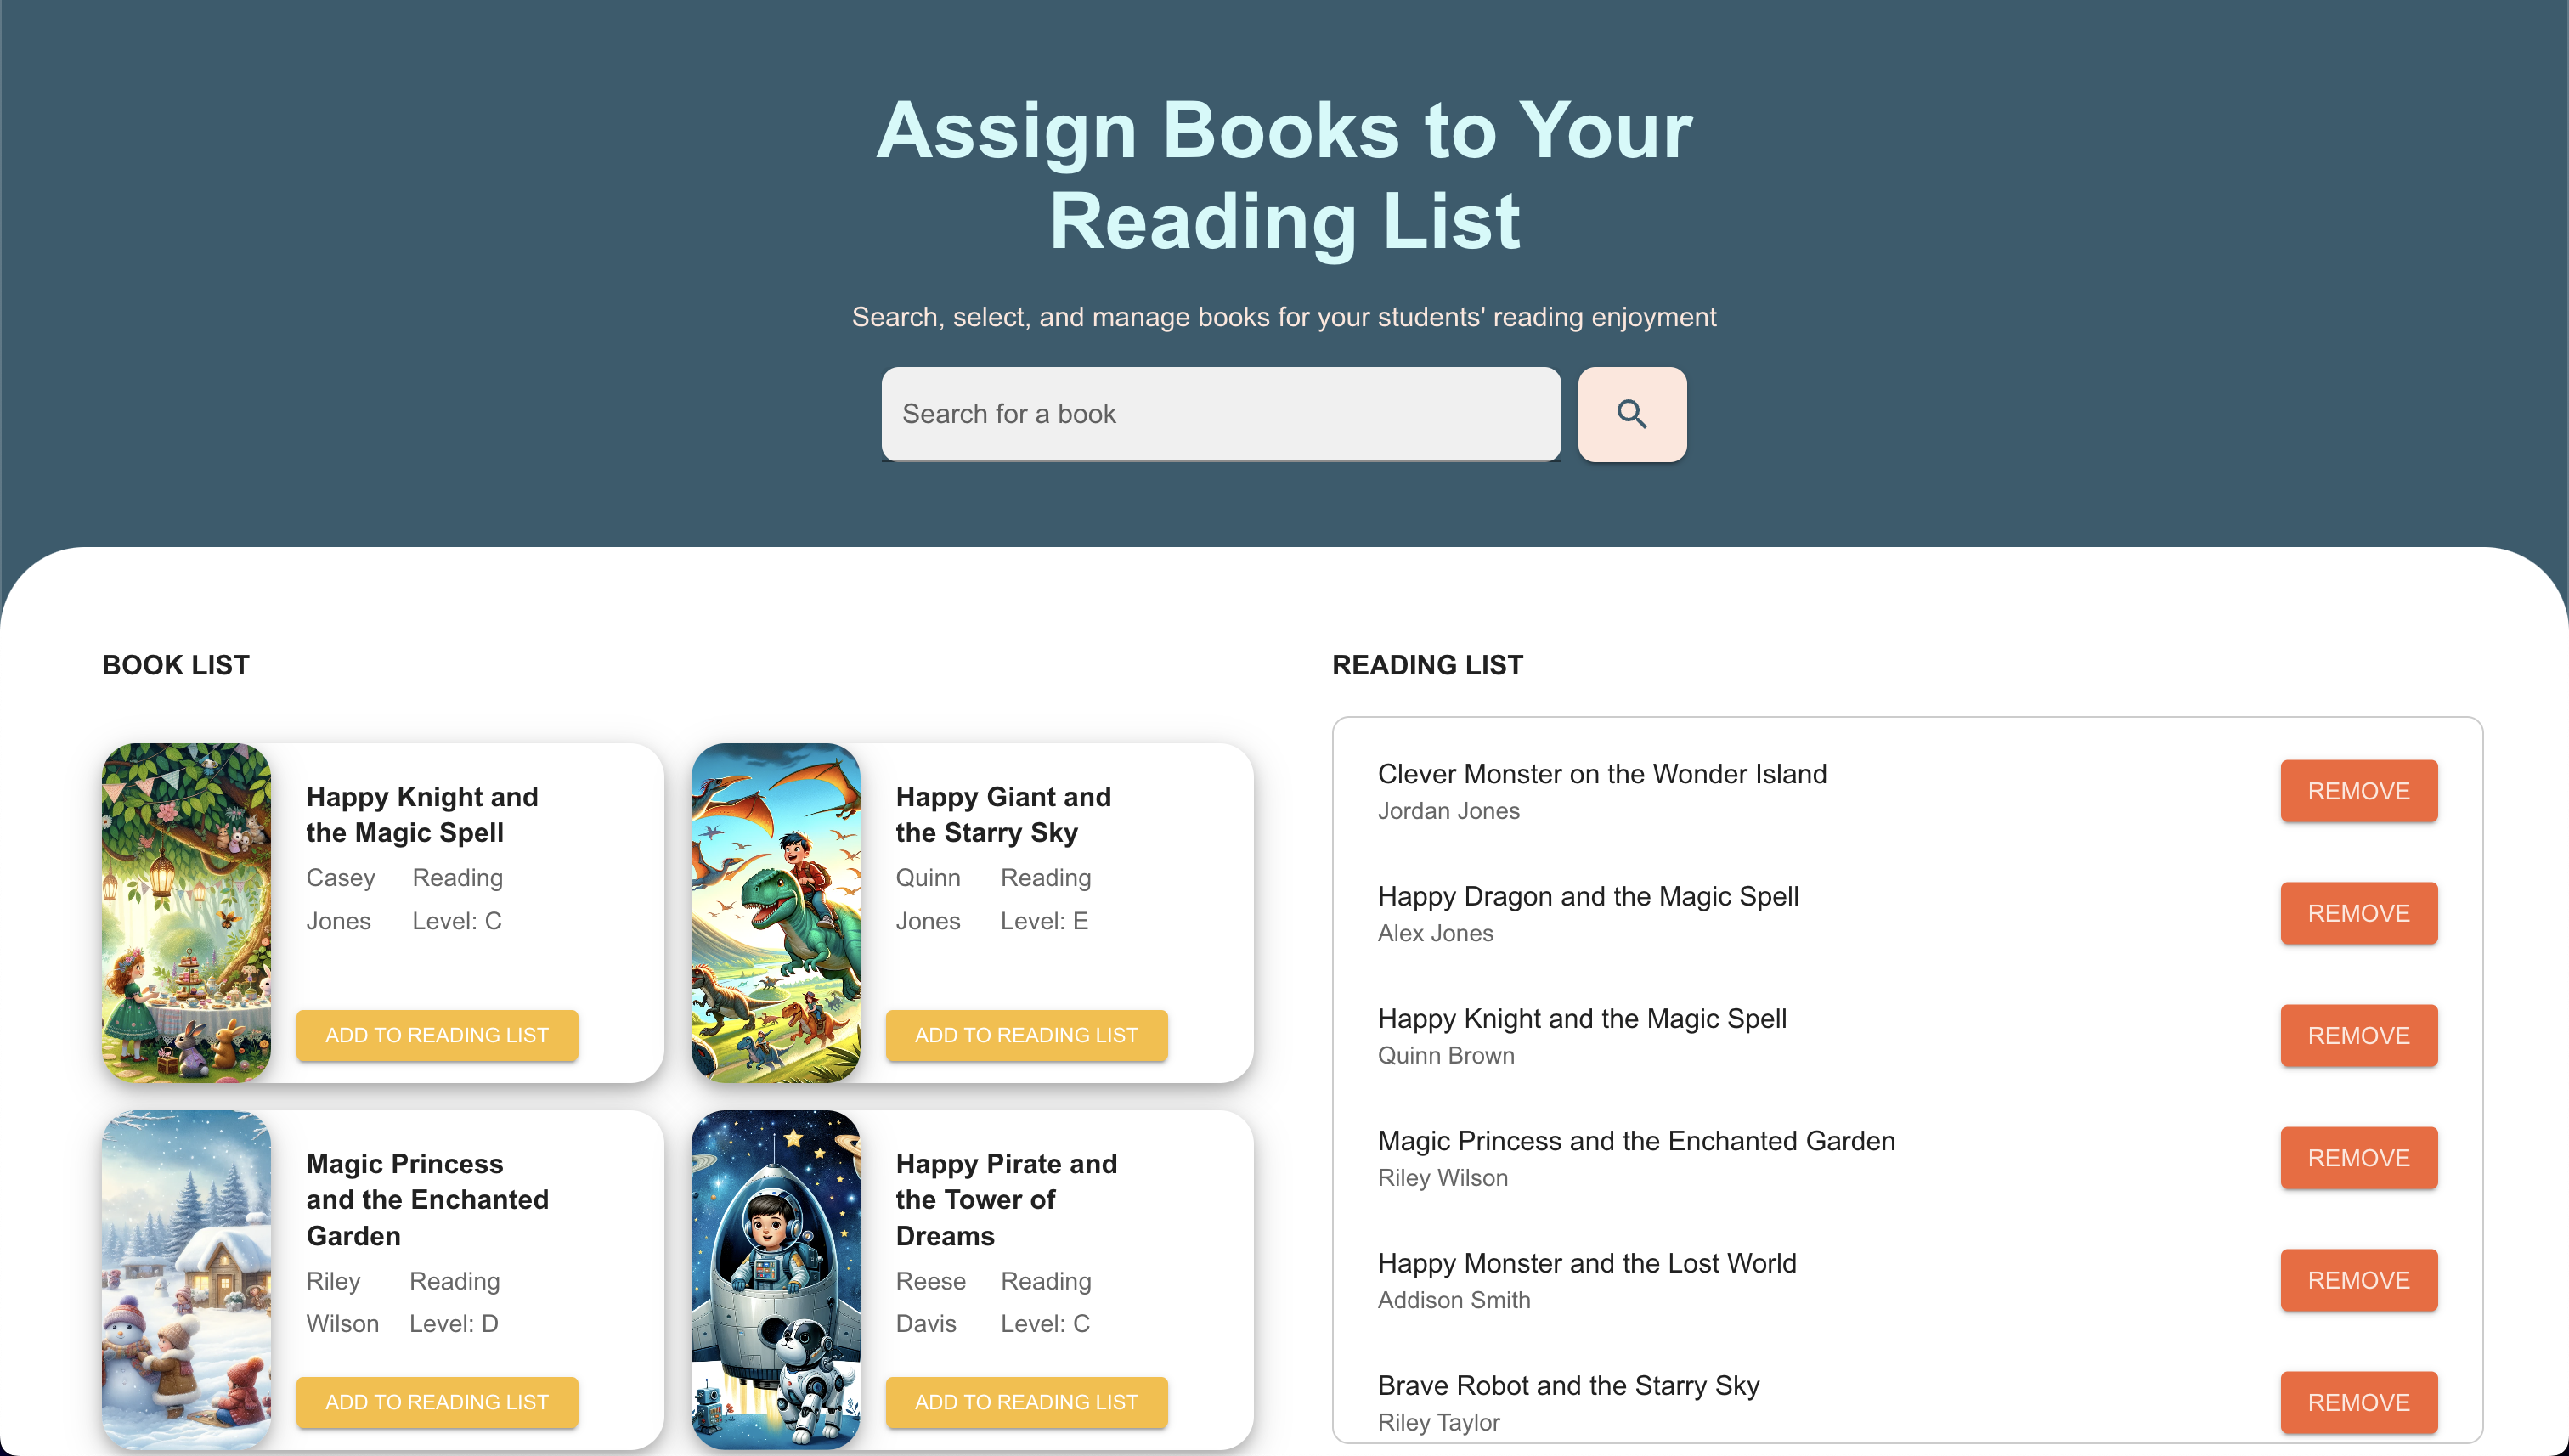 Assign Books to Your
Reading List
Search, select, and manage books for your students' reading enjoyment
Search for a book
BOOK LIST
Happy Knight and
the Magic Spell
Casey Reading
Jones Level: C
ADD TO READING LIST
Happy Giant and
the Starry Sky
Quinn Reading
Jones Level: E
ADD TO READING LIST
Magic Princess
and the Enchanted
Garden
Riley Reading
Wilson Level: D
ADD TO READING LIST
Happy Pirate and
the Tower of
Dreams
Reese Reading
Davis Level: C
ADD TO READING LIST
READING LIST
Clever Monster on the Wonder Island
Jordan Jones
REMOVE
Happy Dragon and the Magic Spell
Alex Jones
REMOVE
Happy Knight and the Magic Spell
Quinn Brown
REMOVE
Magic Princess and the Enchanted Garden
Riley Wilson
REMOVE
Happy Monster and the Lost World
Addison Smith
REMOVE
Brave Robot and the Starry Sky
Riley Taylor
REMOVE